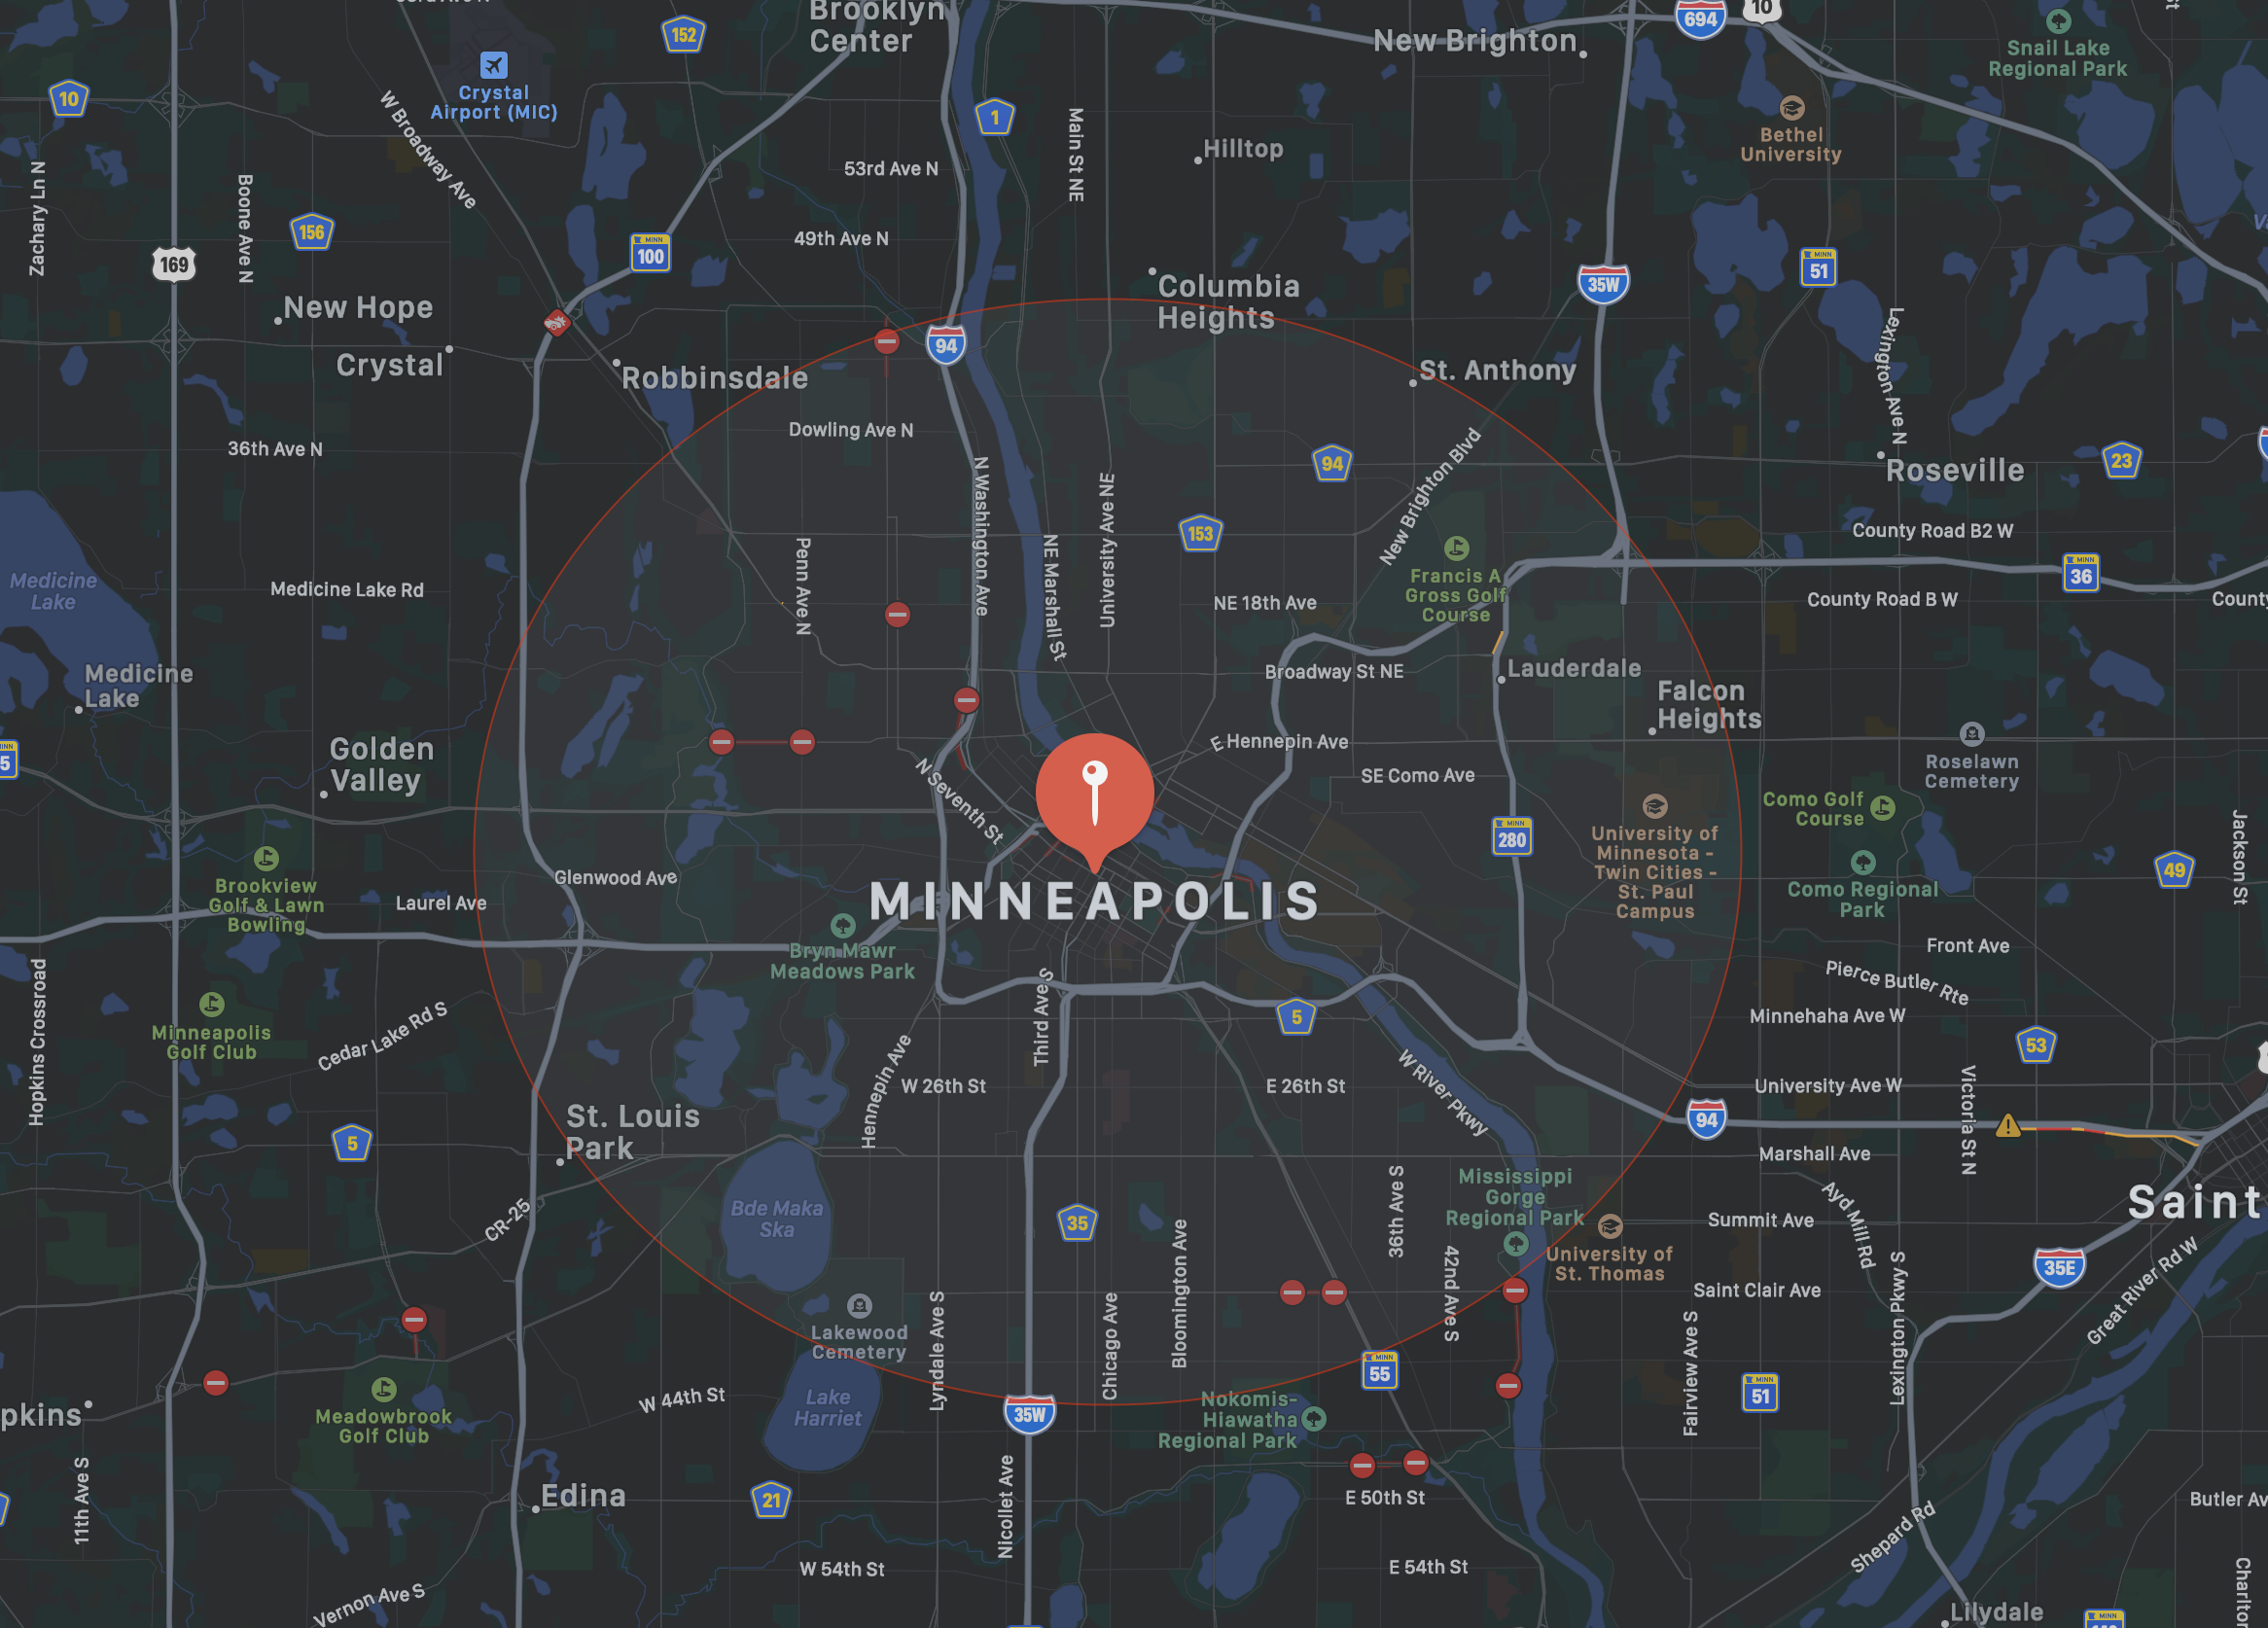 Brooklyn
Center
152
10
694
New Brighton
Snail Lake
Regional Park
10
Crystal
Airport (MIC)
W Broadway Ave
1
Main St NE
Hilltop
Bethel
University
Zachary Ln N
Boone Ave N
53rd Ave N
156
MINN
100
49th Ave N
169
35W
MINN
51
New Hope
Columbia
Heights
Crystal
94
Robbinsdale
St. Anthony
Lexington Ave N
Dowling Ave N
36th Ave N
94
New Brighton Blvd
Roseville
23
N Washington Ave
University Ave NE
153
County Road B2 W
Medicine
Lake
Medicine Lake Rd
Penn Ave N
NE Marshall St
NE 18th Ave
Francis A
Gross Golf
Course
MINN
36
County Road B W
County
Medicine
Lake
Broadway St NE
Lauderdale
Falcon
Heights
Golden
Valley
E Hennepin Ave
SE Como Ave
Roselawn
Cemetery
MINN
5
N Seventh St
MINN
280
University of
Minnesota -
Twin Cities -
St. Paul
Campus
Como Golf
Course
Jackson St
Brookview
Golf & Lawn
Bowling
Laurel Ave
Glenwood Ave
MINNEAPOLIS
Como Regional
Park
49
Bryn Mawr
Meadows Park
Front Ave
Hopkins Crossroad
Minneapolis
Golf Club
Cedar Lake Rd S
Third Ave S
5
Pierce Butler Rte
Minnehaha Ave W
53
Hennepin Ave
W 26th St
E 26th St
W River Pkwy
University Ave W
Victoria St N
St. Louis
Park
5
94
Marshall Ave
Bde Maka
Ska
CR-25
35
Bloomington Ave
36th Ave S
Mississippi
Gorge
Regional Park
University of
St. Thomas
Summit Ave
Ayd Mill Rd
Saint
42nd Ave S
35E
Great River Rd W
Lakewood
Cemetery
Lyndale Ave S
Chicago Ave
Saint Clair Ave
Fairview Ave S
Lexington Pkwy S
MINN
55
MINN
51
pkins
Meadowbrook
Golf Club
W 44th St
Lake
Harriet
35W
Nokomis-
Hiawatha
Regional Park
11th Ave S
Edina
21
Nicollet Ave
E 50th St
Butler Av
Shepard Rd
W 54th St
E 54th St
Vernon Ave S
Lilydale
MINN
Charlton